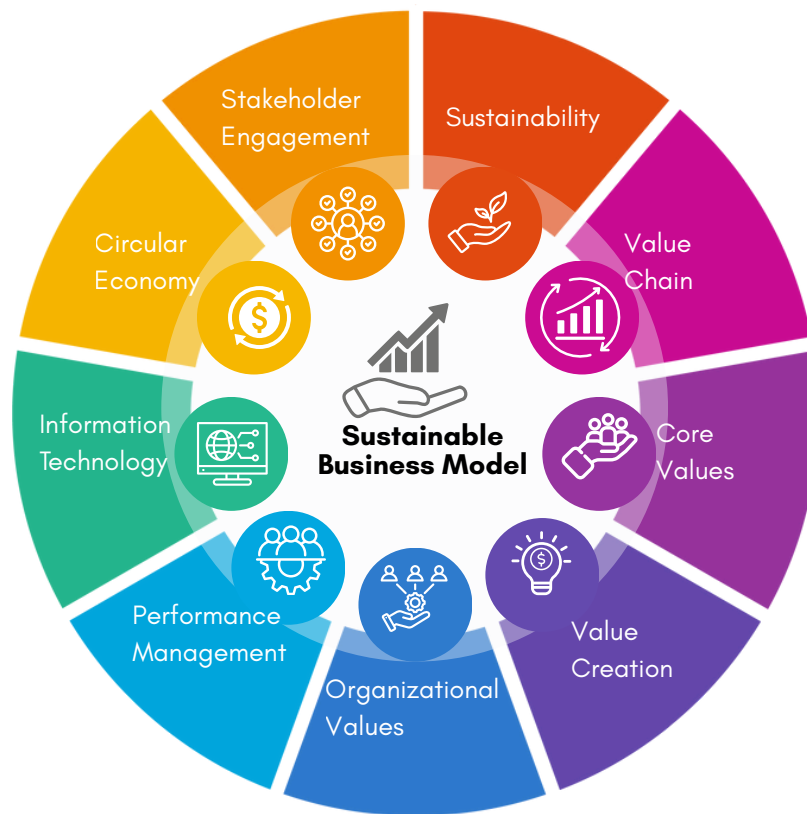 Stakeholder
Engagement
Sustainability
Value
Chain
Core
Values
Value
Creation
Organizational
Values
Performance
Management
Information
Technology
Circular
Economy
Sustainable
Business Model